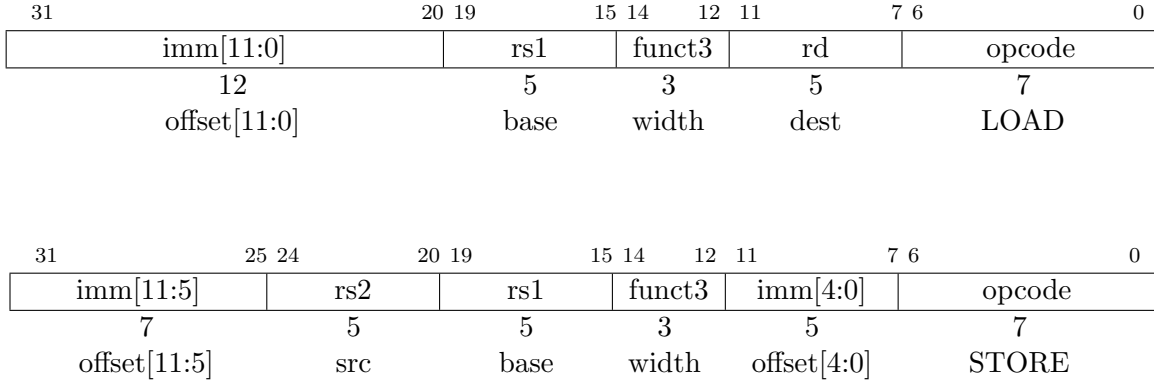 31 20 19 15 14 12 11 7 6 0
imm[11:0] rs1 funct3 rd opcode
12 5 3 5 7
offset[11:0] base width dest LOAD
31 25 24 20 19 15 14 12 11 7 6 0
imm[11:5] rs2 rs1 funct3 imm[4:0] opcode
7 5 5 3 5 7
offset[11:5] src base width offset[4:0] STORE